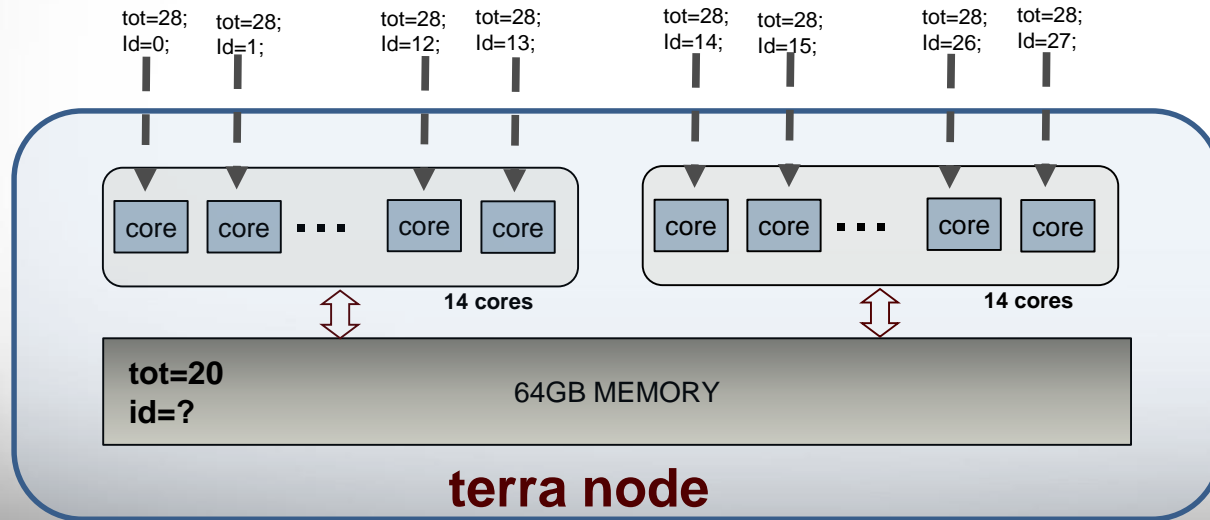 tot=28;
Id=0;
tot=28;
Id=1;
tot=28;
Id=12;
tot=28;
Id=13;
tot=28;
Id=14;
tot=28;
Id=15;
tot=28;
Id=26;
tot=28;
Id=27;
core
core
core
core
core
core
core
core
14 cores
14 cores
tot=20
id=?
64GB MEMORY
terra node